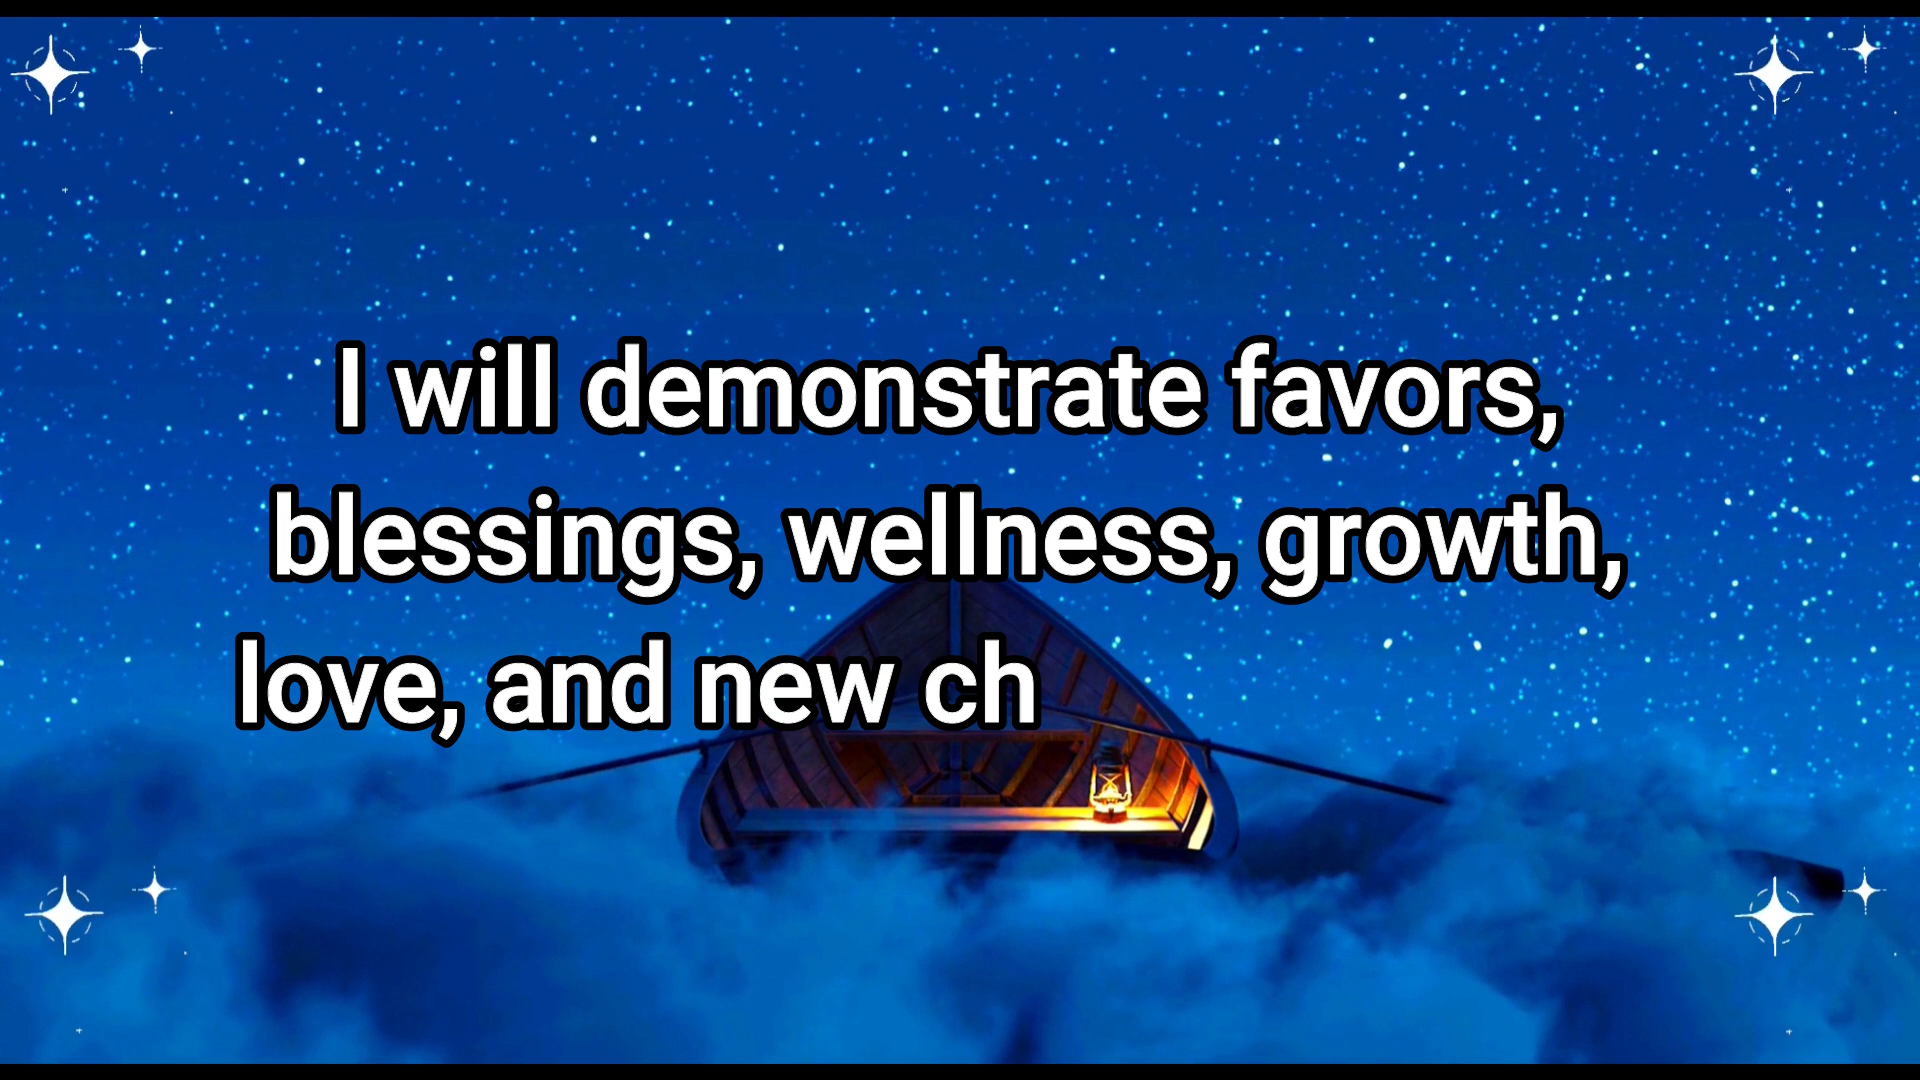 I will demonstrate favors,
blessings, wellness, growth,
love, and new ch